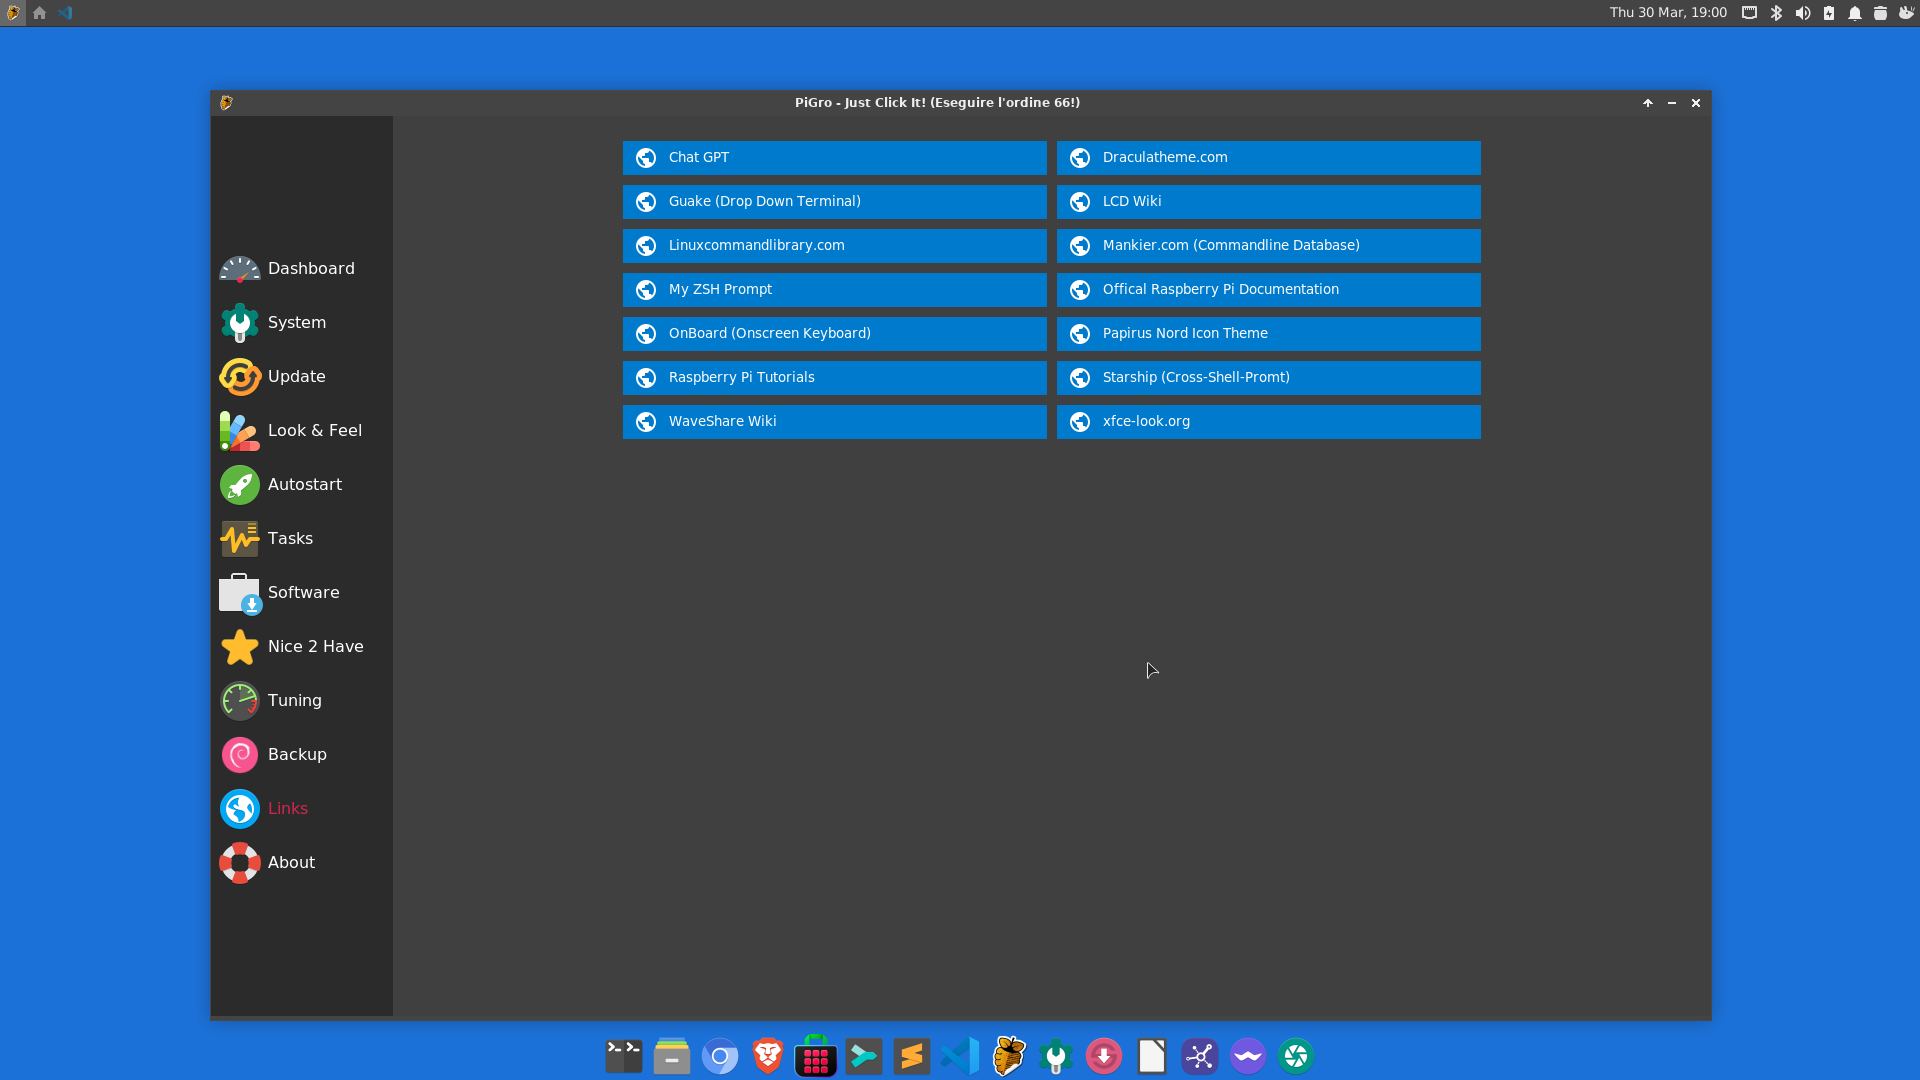 Thu 30 Mar, 19:00
PiGro - Just Click It! (Eseguire l'ordine 66!)
Dashboard
System
Update
Look & Feel
Autostart
Tasks
Software
Nice 2 Have
Tuning
Backup
Links
About
Chat GPT
Draculatheme.com
Guake (Drop Down Terminal)
LCD Wiki
Linuxcommandlibrary.com
Mankier.com (Commandline Database)
My ZSH Prompt
Offical Raspberry Pi Documentation
OnBoard (Onscreen Keyboard)
Papirus Nord Icon Theme
Raspberry Pi Tutorials
Starship (Cross-Shell-Promt)
WaveShare Wiki
xfce-look.org